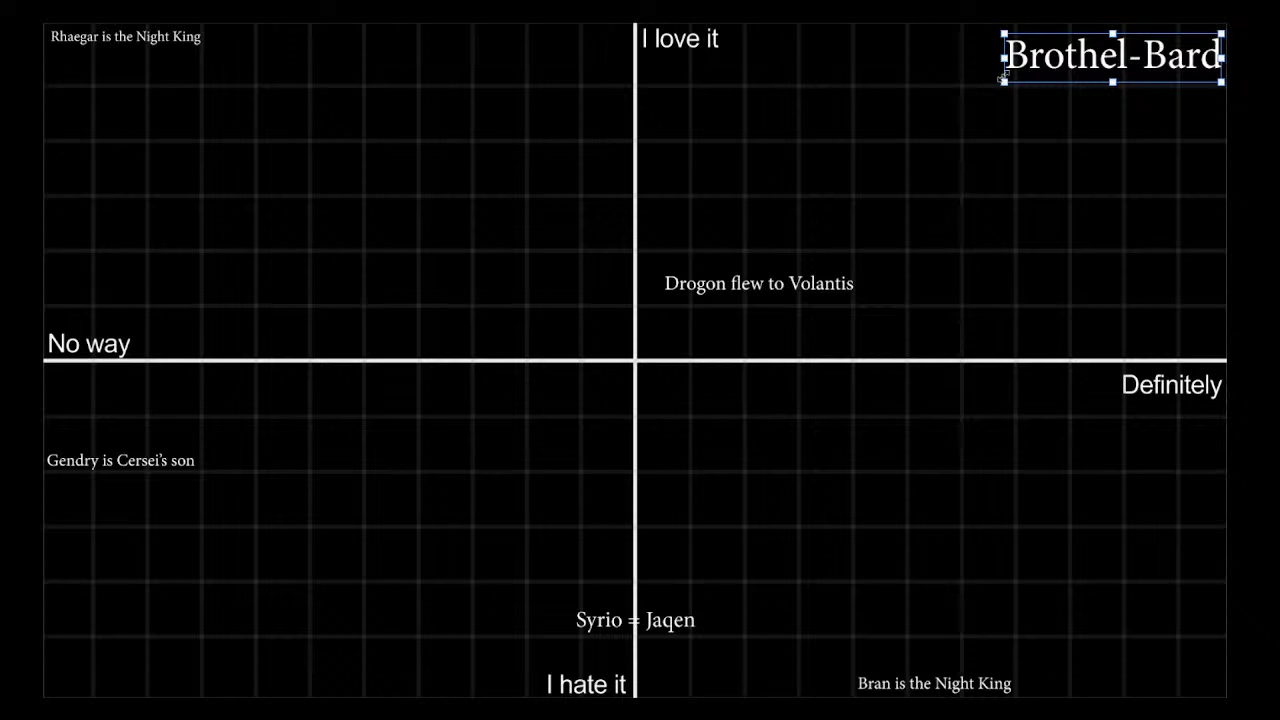 Rhaegar is the Night King
I love it
Brothel-Bard
Drogon flew to Volantis
No way
Definitely
Gendry is Cersei’s son
Syrio = Jaqen
I hate it
Bran is the Night King